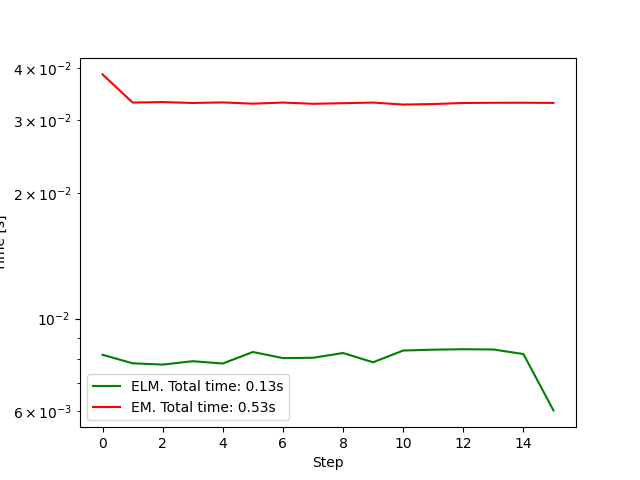 4 × 10⁻²
3 × 10⁻²
2 × 10⁻²
10⁻²
6 × 10⁻³
ELM. Total time: 0.13s
EM. Total time: 0.53s
0 2 4 6 8 10 12 14
Step
[s]